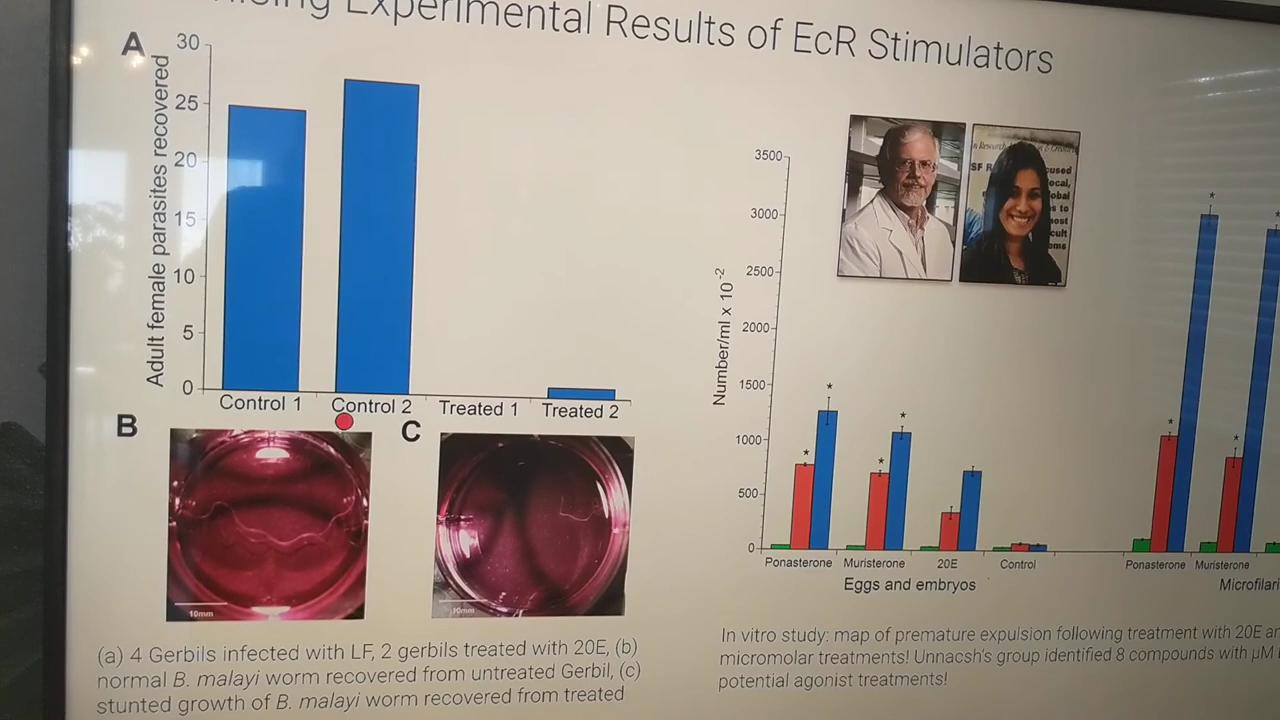 Experimental Results of EcR Stimulators
A
Adult female parasites recovered
30
25
20
15
10
5
0
Control 1
Control 2
Treated 1
Treated 2
B
C
10mm
10mm
(a) 4 Gerbils infected with LF, 2 gerbils treated with 20E, (b)
normal B. malayi worm recovered from untreated Gerbil, (c)
stunted growth of B. malayi worm recovered from treated
Number/ml x 10-2
3500
3000
2500
2000
1500
1000
500
0
*
*
*
*
*
*
*
Ponasterone
Muristerone
20E
Control
Ponasterone
Muristerone
Eggs and embryos
In vitro study: map of premature expulsion following treatment with 20E
micromolar treatments! Unnacsh's group identified 8 compounds with µM
potential agonist treatments!